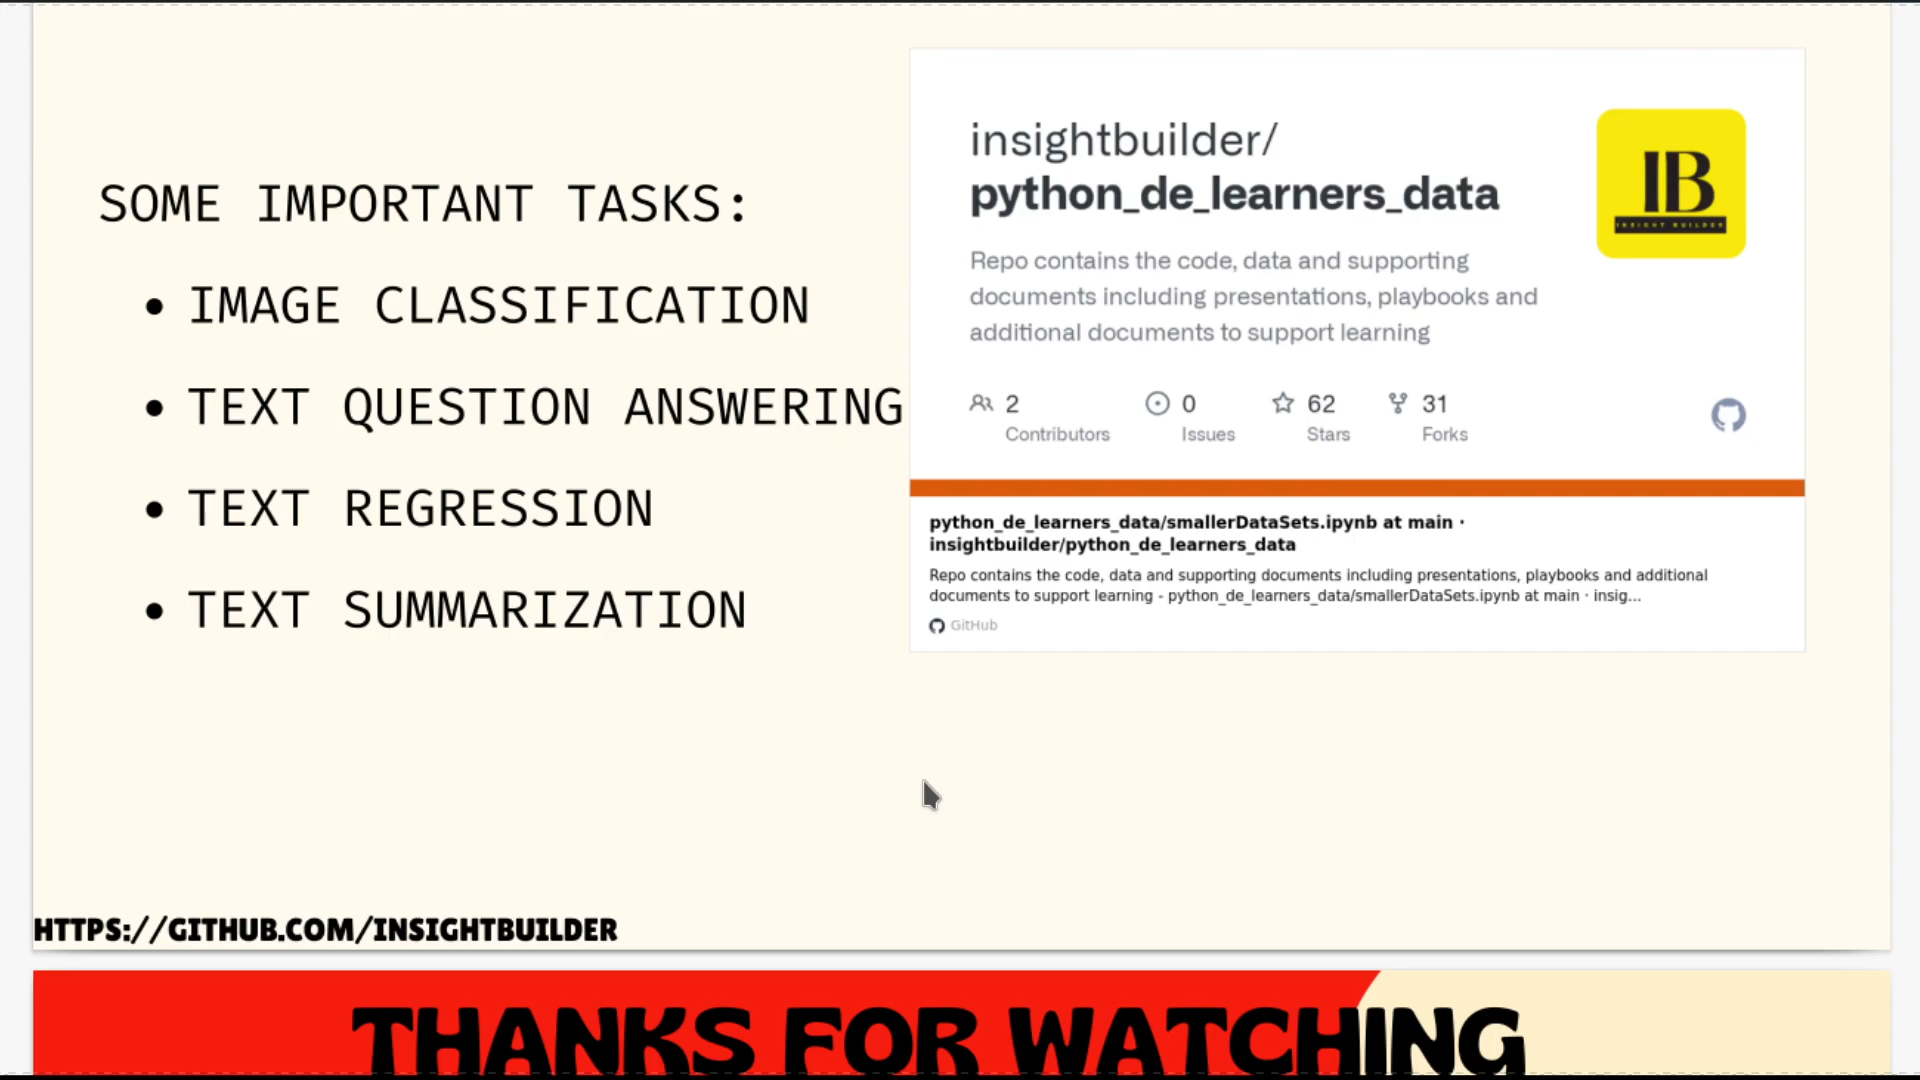 SOME IMPORTANT TASKS:
• IMAGE CLASSIFICATION
• TEXT QUESTION ANSWERING
• TEXT REGRESSION
• TEXT SUMMARIZATION
insightbuilder/
python_de_learners_data
IB
INSIGHT BUILDER
Repo contains the code, data and supporting
documents including presentations, playbooks and
additional documents to support learning
2
Contributors
0
Issues
62
Stars
31
Forks
python_de_learners_data/smallerDataSets.ipynb at main ·
insightbuilder/python_de_learners_data
Repo contains the code, data and supporting documents including presentations, playbooks and additional
documents to support learning - python_de_learners_data/smallerDataSets.ipynb at main · insig...
GitHub
HTTPS://GITHUB.COM/INSIGHTBUILDER
THANKS FOR WATCHING